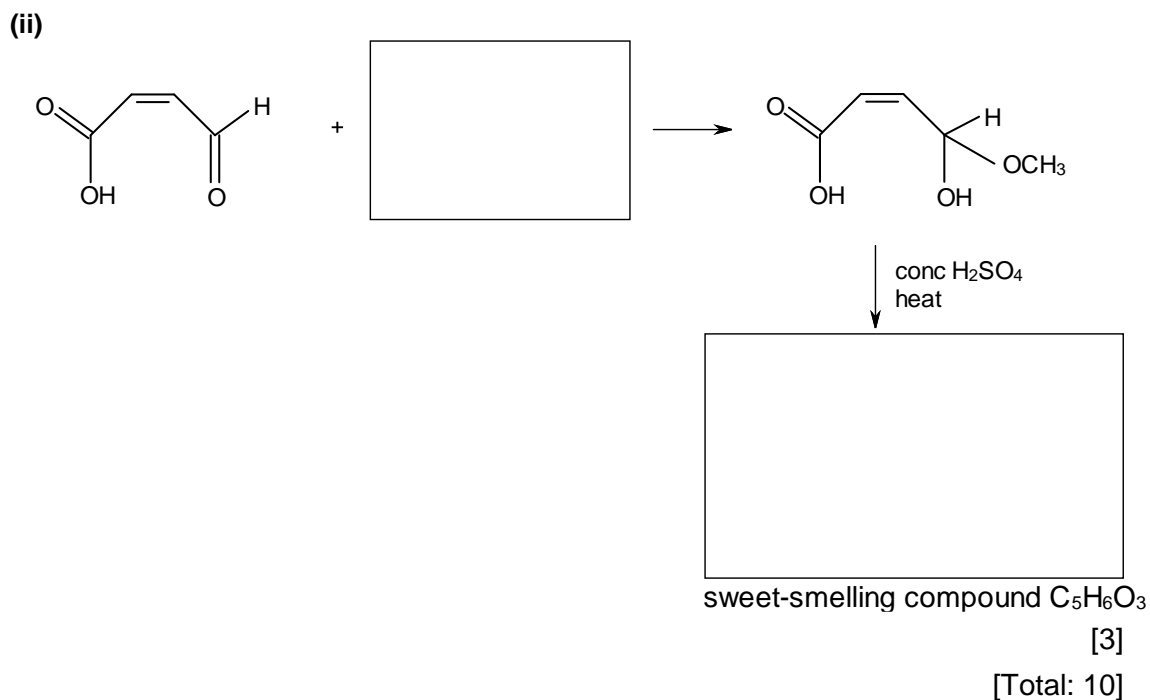 (ii)
O
H
+
OH
O
O
H
OCH₃
OH
OH
conc H₂SO₄
heat
sweet-smelling compound C₅H₆O₃
[3]
[Total: 10]